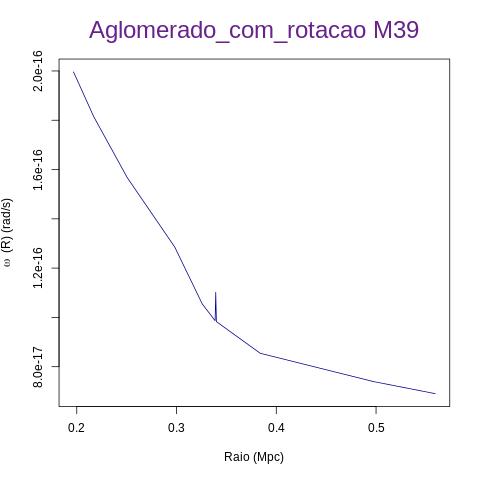 Aglomerado_com_rotacao M39
2.0e-16
1.6e-16
1.2e-16
8.0e-17
ω (R) (rad/s)
0.2 0.3 0.4 0.5
Raio (Mpc)